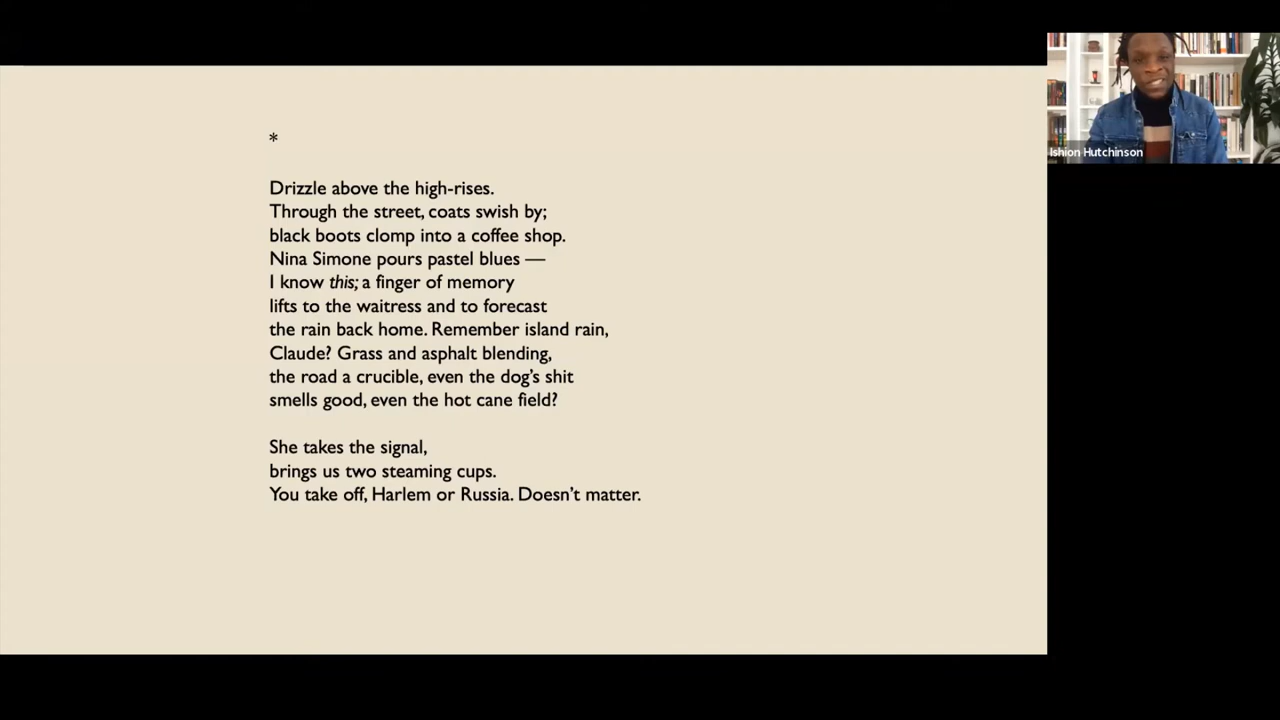 *
Drizzle above the high-rises.
Through the street, coats swish by;
black boots clomp into a coffee shop.
Nina Simone pours pastel blues —
I know this; a finger of memory
lifts to the waitress and to forecast
the rain back home. Remember island rain,
Claude? Grass and asphalt blending,
the road a crucible, even the dog’s shit
smells good, even the hot cane field?
She takes the signal,
brings us two steaming cups.
You take off, Harlem or Russia. Doesn’t matter.
Ishion Hutchinson